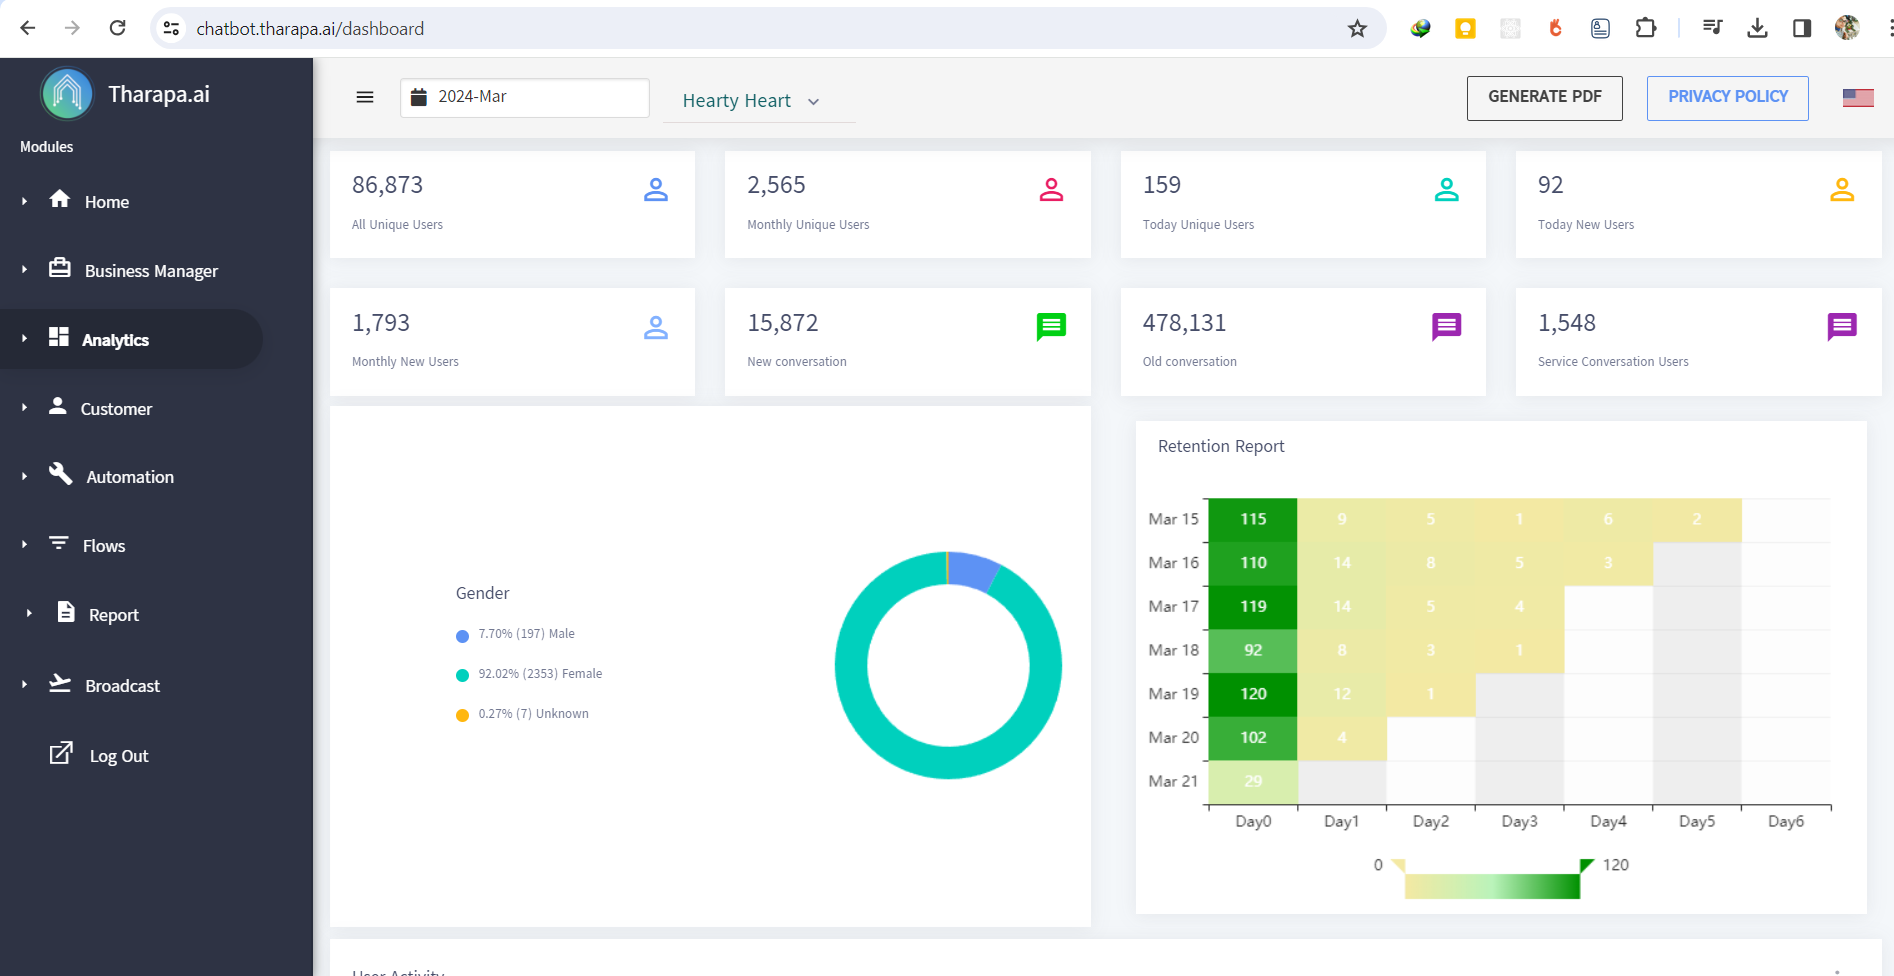 chatbot.tharapa.ai/dashboard
Tharapa.ai
Modules
Home
Business Manager
Analytics
Customer
Automation
Flows
Report
Broadcast
Log Out
2024-Mar
Hearty Heart
GENERATE PDF
PRIVACY POLICY
86,873
All Unique Users
2,565
Monthly Unique Users
159
Today Unique Users
92
Today New Users
1,793
Monthly New Users
15,872
New conversation
478,131
Old conversation
1,548
Service Conversation Users
Gender
7.70% (197) Male
92.02% (2353) Female
0.27% (7) Unknown
Retention Report
Mar 15 115 9 5 1 6 2
Mar 16 110 14 8 5 3
Mar 17 119 14 5 4
Mar 18 92 8 3 1
Mar 19 120 12 1
Mar 20 102 4
Mar 21 29
Day0 Day1 Day2 Day3 Day4 Day5 Day6
0 120
User Activity